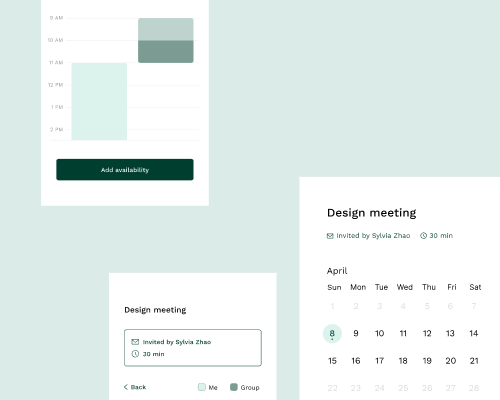 9 AM
10 AM
11 AM
12 PM
1 PM
2 PM
Add availability
Design meeting
Invited by Sylvia Zhao
30 min
Back
Me
Group
Design meeting
Invited by Sylvia Zhao 30 min
April
Sun Mon Tue Wed Thu Fri Sat
1 2 3 4 5 6 7
8 9 10 11 12 13 14
15 16 17 18 19 20 21
22 23 24 25 26 27 28